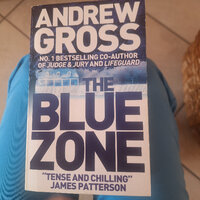 ANDREW
GROSS
NO. 1 BESTSELLING CO-AUTHOR
OF JUDGE & JURY AND LIFEGUARD
THE
BLUE
ZONE
"TENSE AND CHILLING"
JAMES PATTERSON